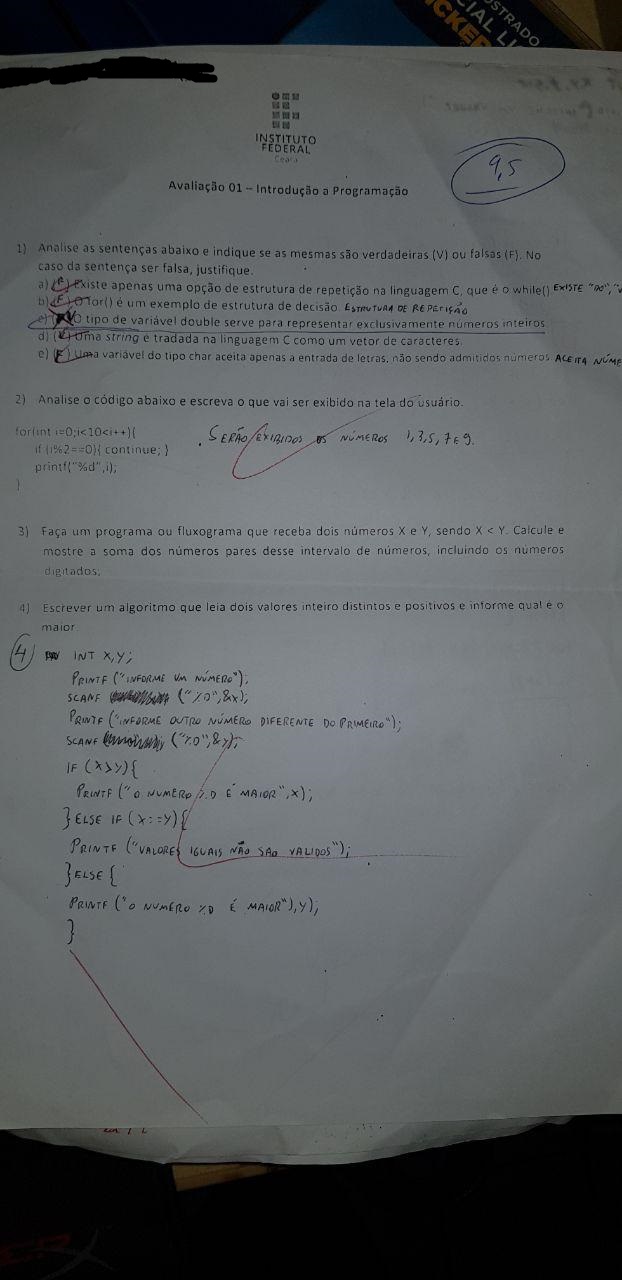 OSTRADO
CIAL LI
INSTITUTO
FEDERAL
Ceará
9,5
Avaliação 01 – Introdução a Programação
1) Analise as sentenças abaixo e indique se as mesmas são verdadeiras (V) ou falsas (F). No
caso da sentença ser falsa, justifique.
a) (F) Existe apenas uma opção de estrutura de repetição na linguagem C, que é o while() EXISTE "DO",
b) (F) O for() é um exemplo de estrutura de decisão. ESTRUTURA DE REPETIÇÃO
c) O tipo de variável double serve para representar exclusivamente números inteiros
d) Uma string é tradada na linguagem C como um vetor de caracteres.
e) (F) Uma variável do tipo char aceita apenas a entrada de letras, não sendo admitidos números. ACEITA NÚME
2) Analise o código abaixo e escreva o que vai ser exibido na tela do usuário.
for(int i=0;i<10<i++){
if (i%2==0){ continue; }
printf("%d",i);
}
. SERÃO EXIBIDOS OS NÚMEROS 1,3,5,7 E 9.
3) Faça um programa ou fluxograma que receba dois números X e Y, sendo X < Y. Calcule e
mostre a soma dos números pares desse intervalo de números, incluindo os números
digitados;
4) Escrever um algoritmo que leia dois valores inteiro distintos e positivos e informe qual é o
maior.
4 INT X,Y;
PRINTF ("INFORME UM NÚMERO");
SCANF ("%D",&X);
PRINTF ("INFORME OUTRO NÚMERO DIFERENTE DO PRIMEIRO");
SCANF ("%D",&Y);
IF (X>Y){
PRINTF ("O NUMERO %D É MAIOR",X);
} ELSE IF (X==Y){
PRINTF ("VALORES IGUAIS NÃO SAO VALIDOS");
} ELSE {
PRINTF ("O NUMERO %D É MAIOR"),Y);
}